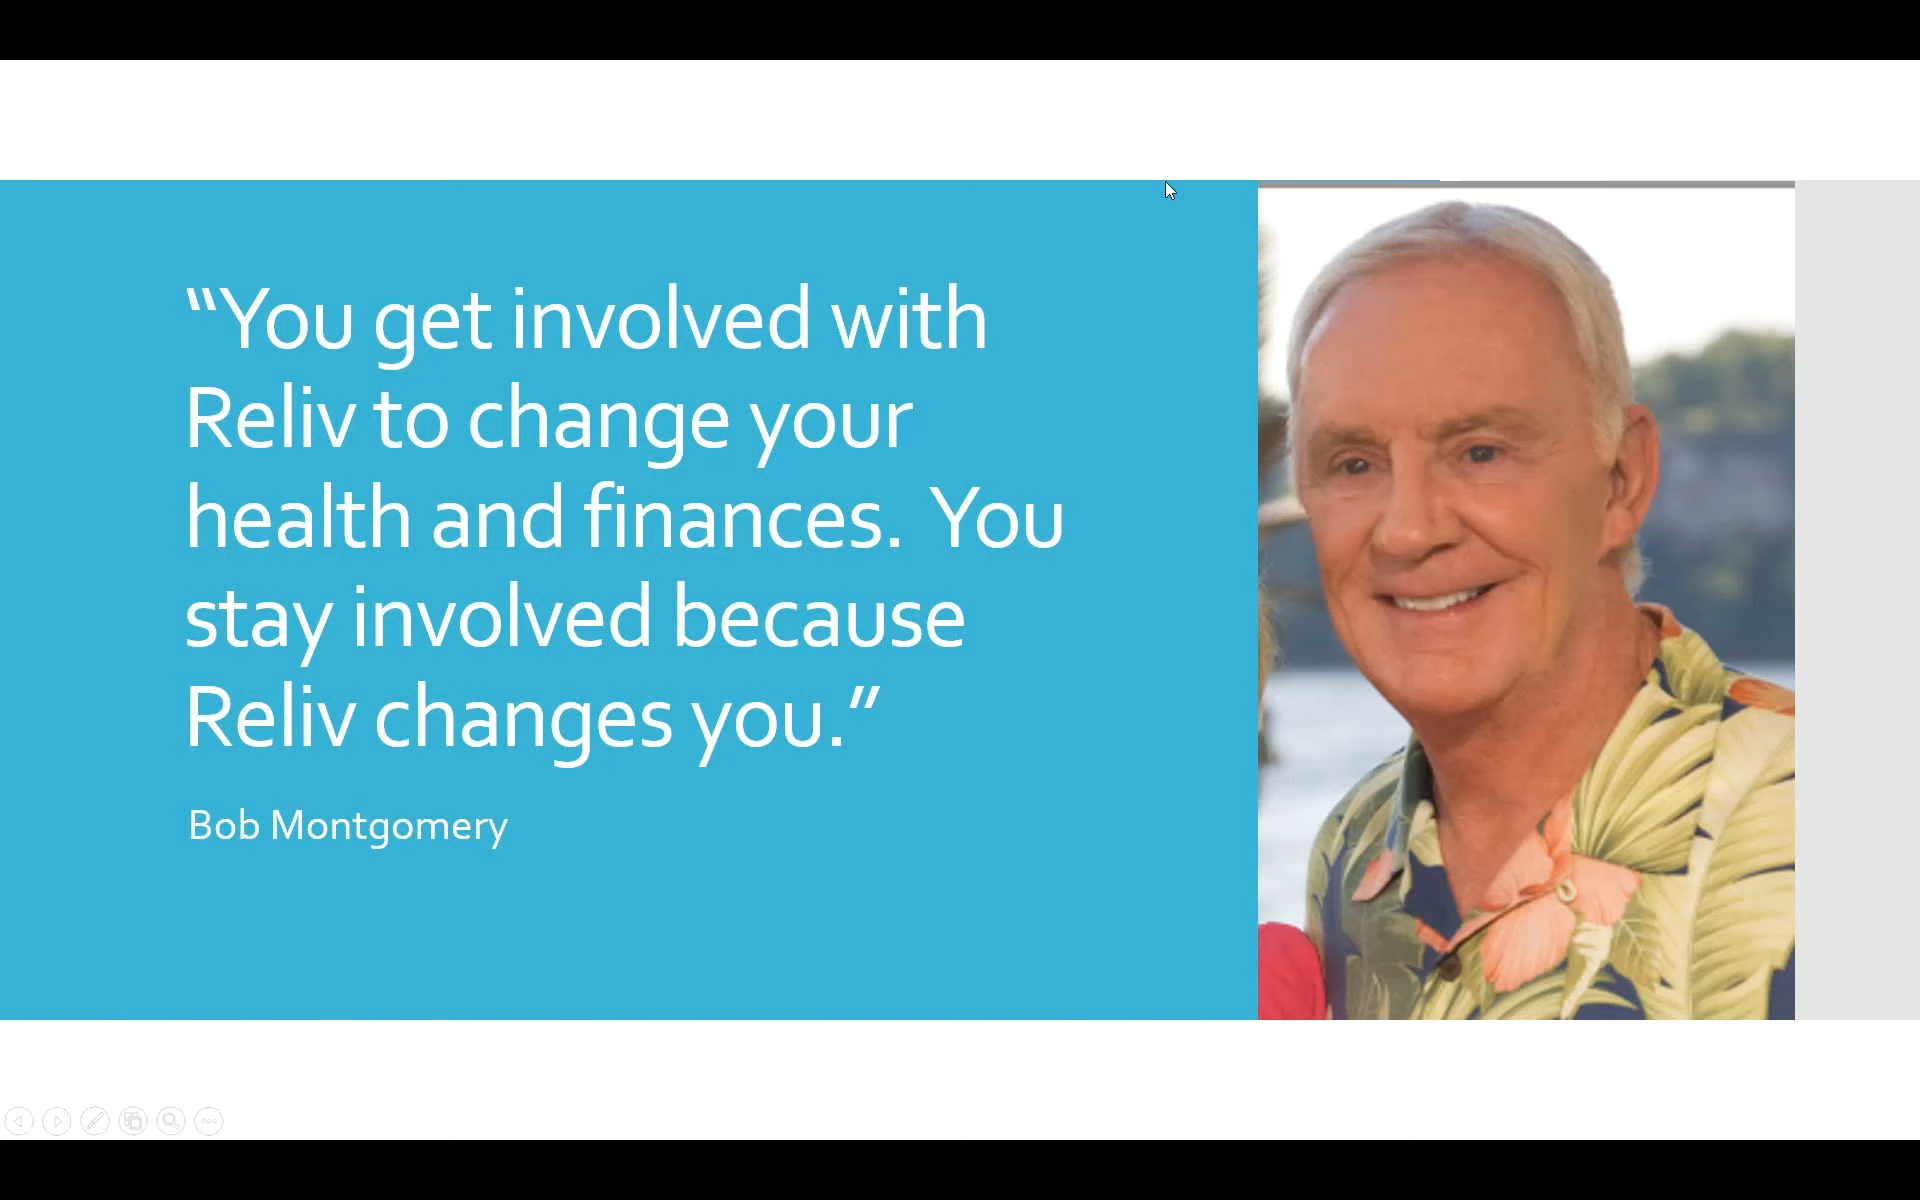 “You get involved with
Reliv to change your
health and finances.  You
stay involved because
Reliv changes you.”
Bob Montgomery